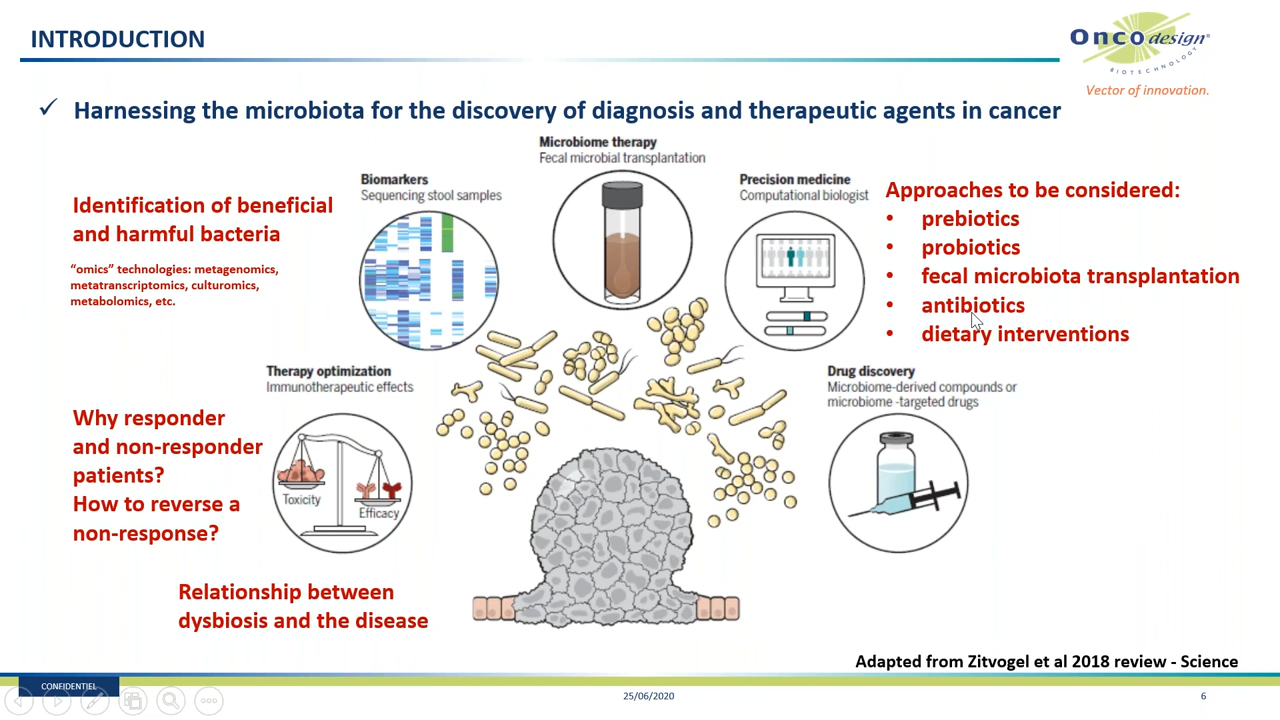 INTRODUCTION
Oncodesign®
BIOTECHNOLOGY
Vector of innovation.
✓ Harnessing the microbiota for the discovery of diagnosis and therapeutic agents in cancer
Microbiome therapy
Fecal microbial transplantation
Biomarkers
Sequencing stool samples
Precision medicine
Computational biologist
Identification of beneficial
and harmful bacteria
“omics” technologies: metagenomics,
metatranscriptomics, culturomics,
metabolomics, etc.
Approaches to be considered:
• prebiotics
• probiotics
• fecal microbiota transplantation
• antibiotics
• dietary interventions
Therapy optimization
Immunotherapeutic effects
Drug discovery
Microbiome-derived compounds or
microbiome -targeted drugs
Why responder
and non-responder
patients?
How to reverse a
non-response?
Toxicity
Efficacy
Relationship between
dysbiosis and the disease
Adapted from Zitvogel et al 2018 review - Science
CONFIDENTIEL
25/06/2020
6